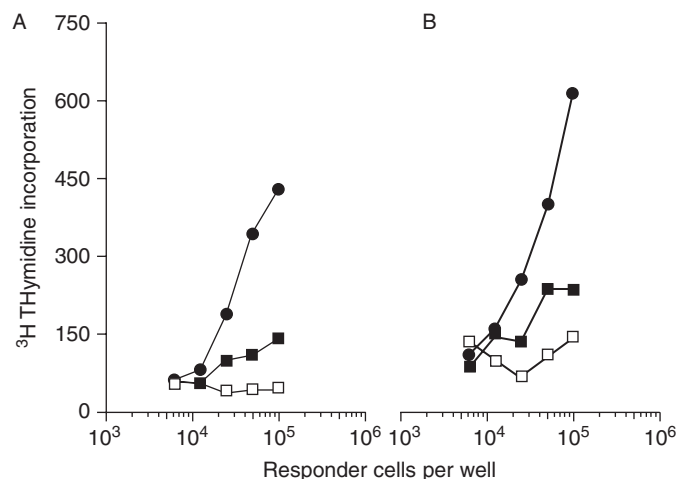 A
B
750
600
450
300
150
0
³H THymidine incorporation
10³ 10⁴ 10⁵ 10⁶
10³ 10⁴ 10⁵ 10⁶
Responder cells per well